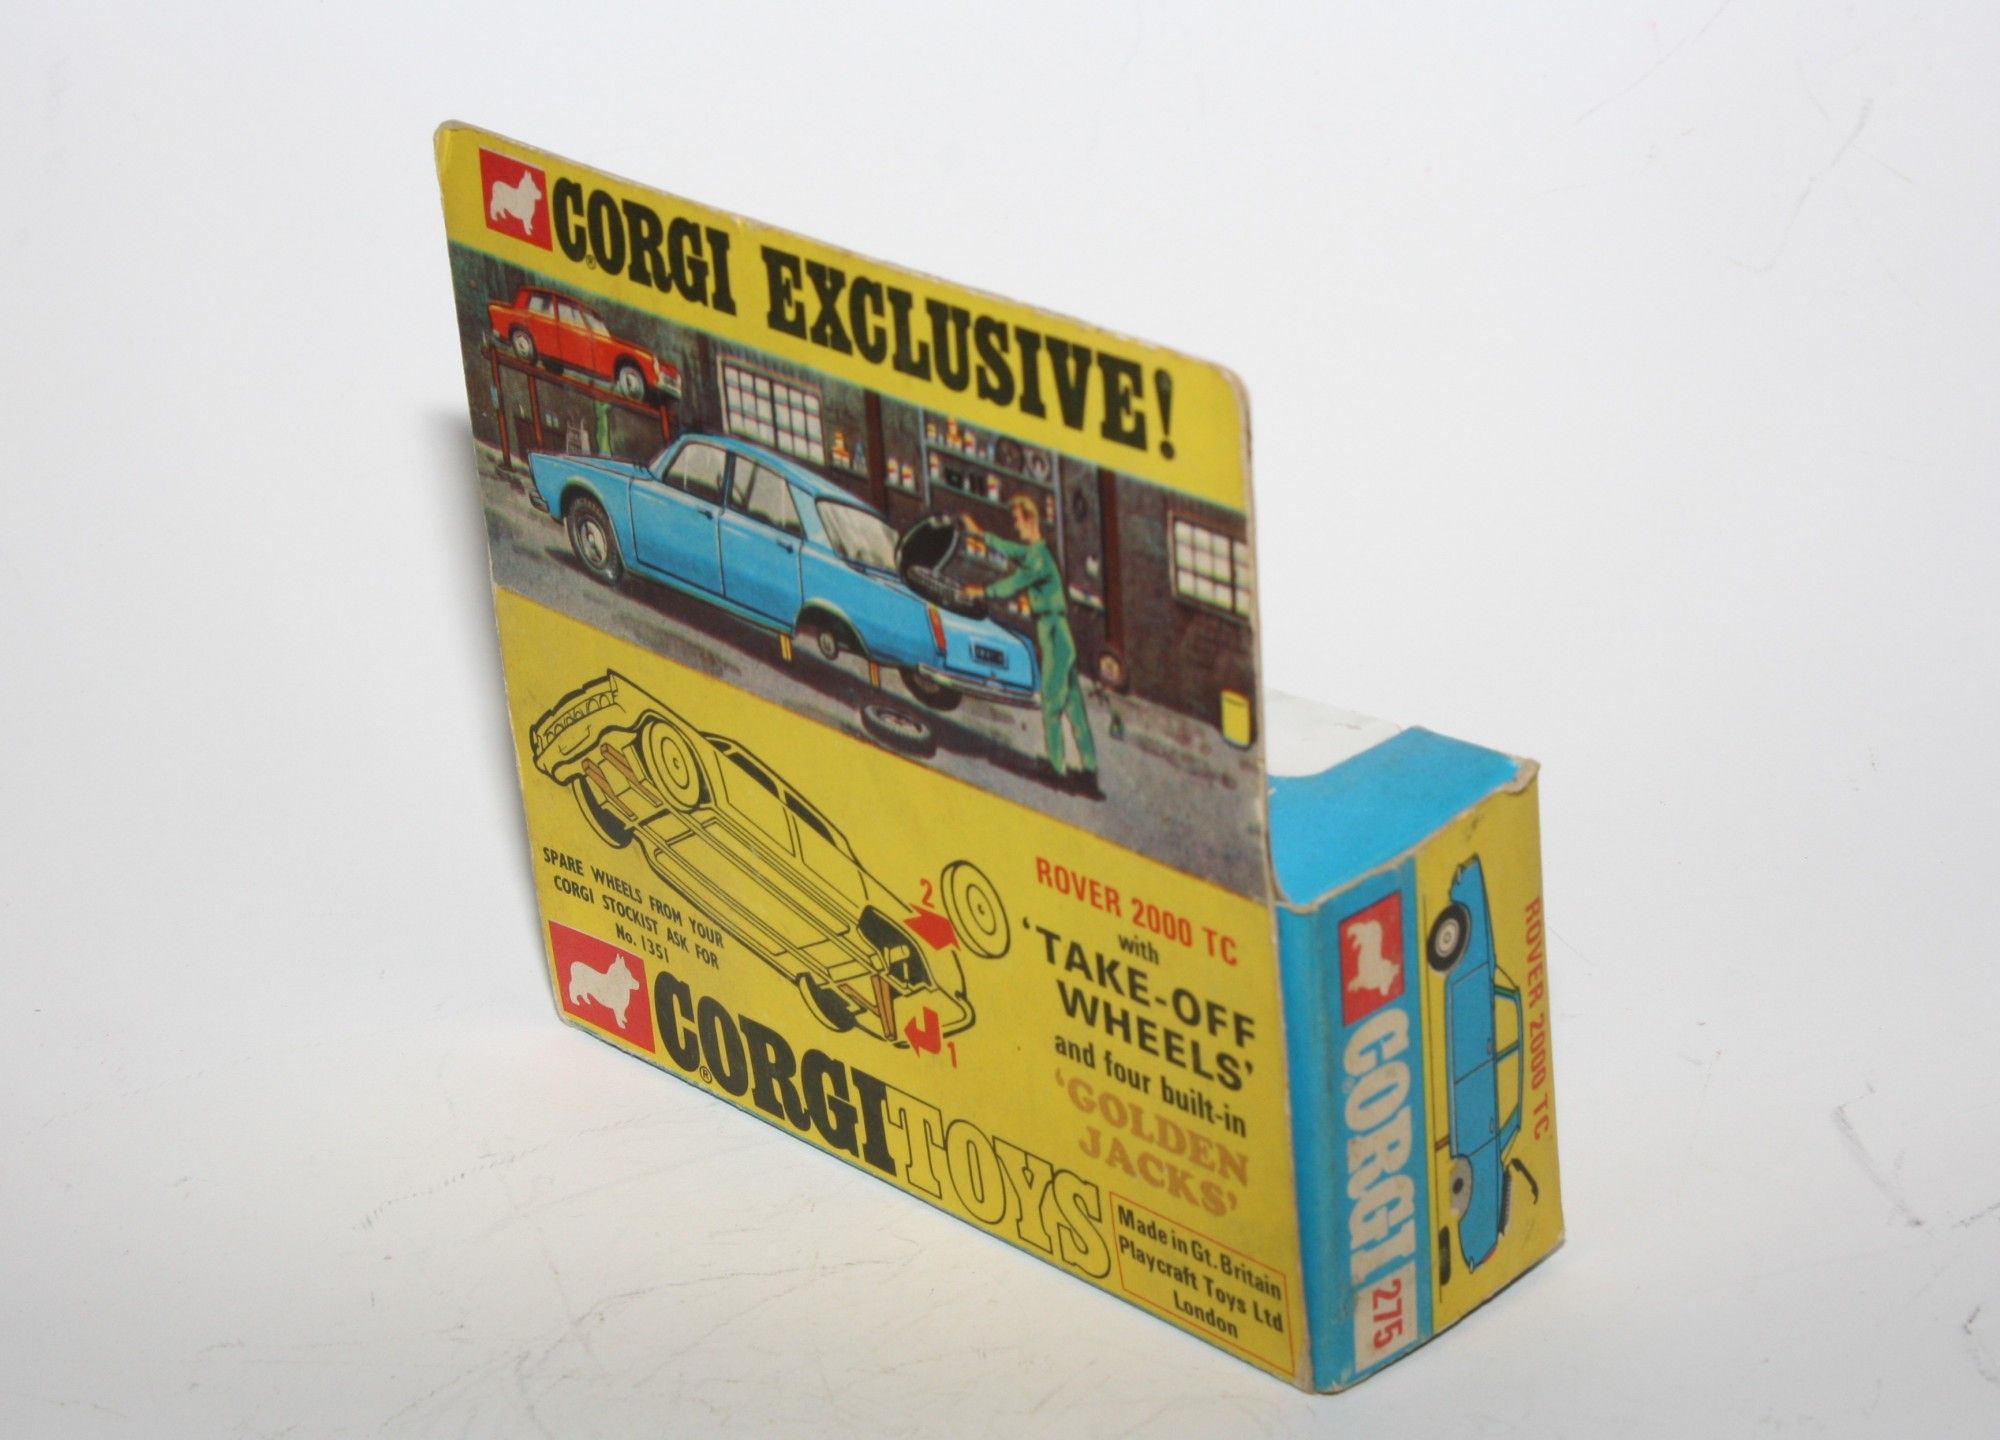 CORGI EXCLUSIVE!
®
SPARE WHEELS FROM YOUR
CORGI STOCKIST ASK FOR
No. 1351
2
1
ROVER 2000 TC
with
'TAKE-OFF
WHEELS'
and four built-in
'GOLDEN
JACKS'
CORGI TOYS
®
Made in Gt. Britain
Playcraft Toys Ltd
London
CORGI 275
ROVER 2000 TC